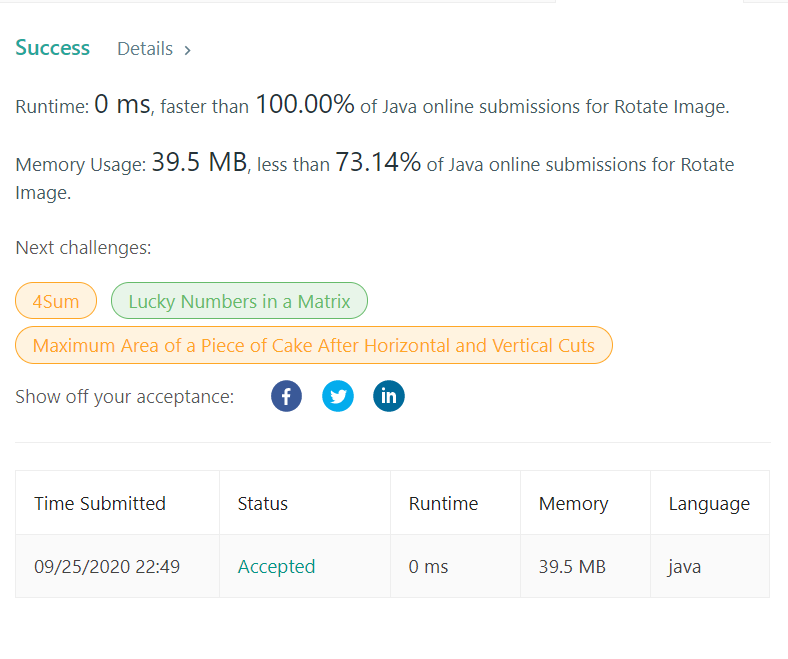 Success Details >
Runtime: 0 ms, faster than 100.00% of Java online submissions for Rotate Image.
Memory Usage: 39.5 MB, less than 73.14% of Java online submissions for Rotate
Image.
Next challenges:
4Sum Lucky Numbers in a Matrix
Maximum Area of a Piece of Cake After Horizontal and Vertical Cuts
Show off your acceptance: f in
Time Submitted Status Runtime Memory Language
09/25/2020 22:49 Accepted 0 ms 39.5 MB java